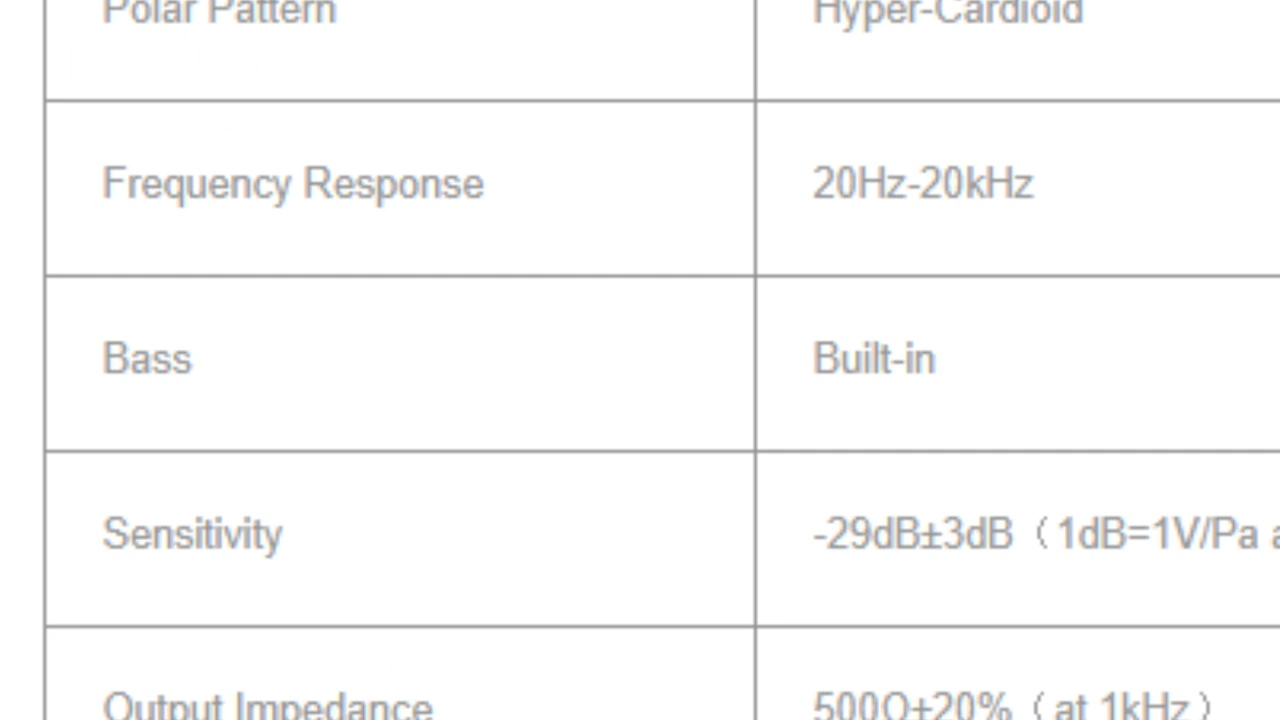 Polar Pattern Hyper-Cardioid
Frequency Response 20Hz-20kHz
Bass Built-in
Sensitivity -29dB±3dB（1dB=1V/Pa a
Output Impedance 500Ω±20%（at 1kHz）